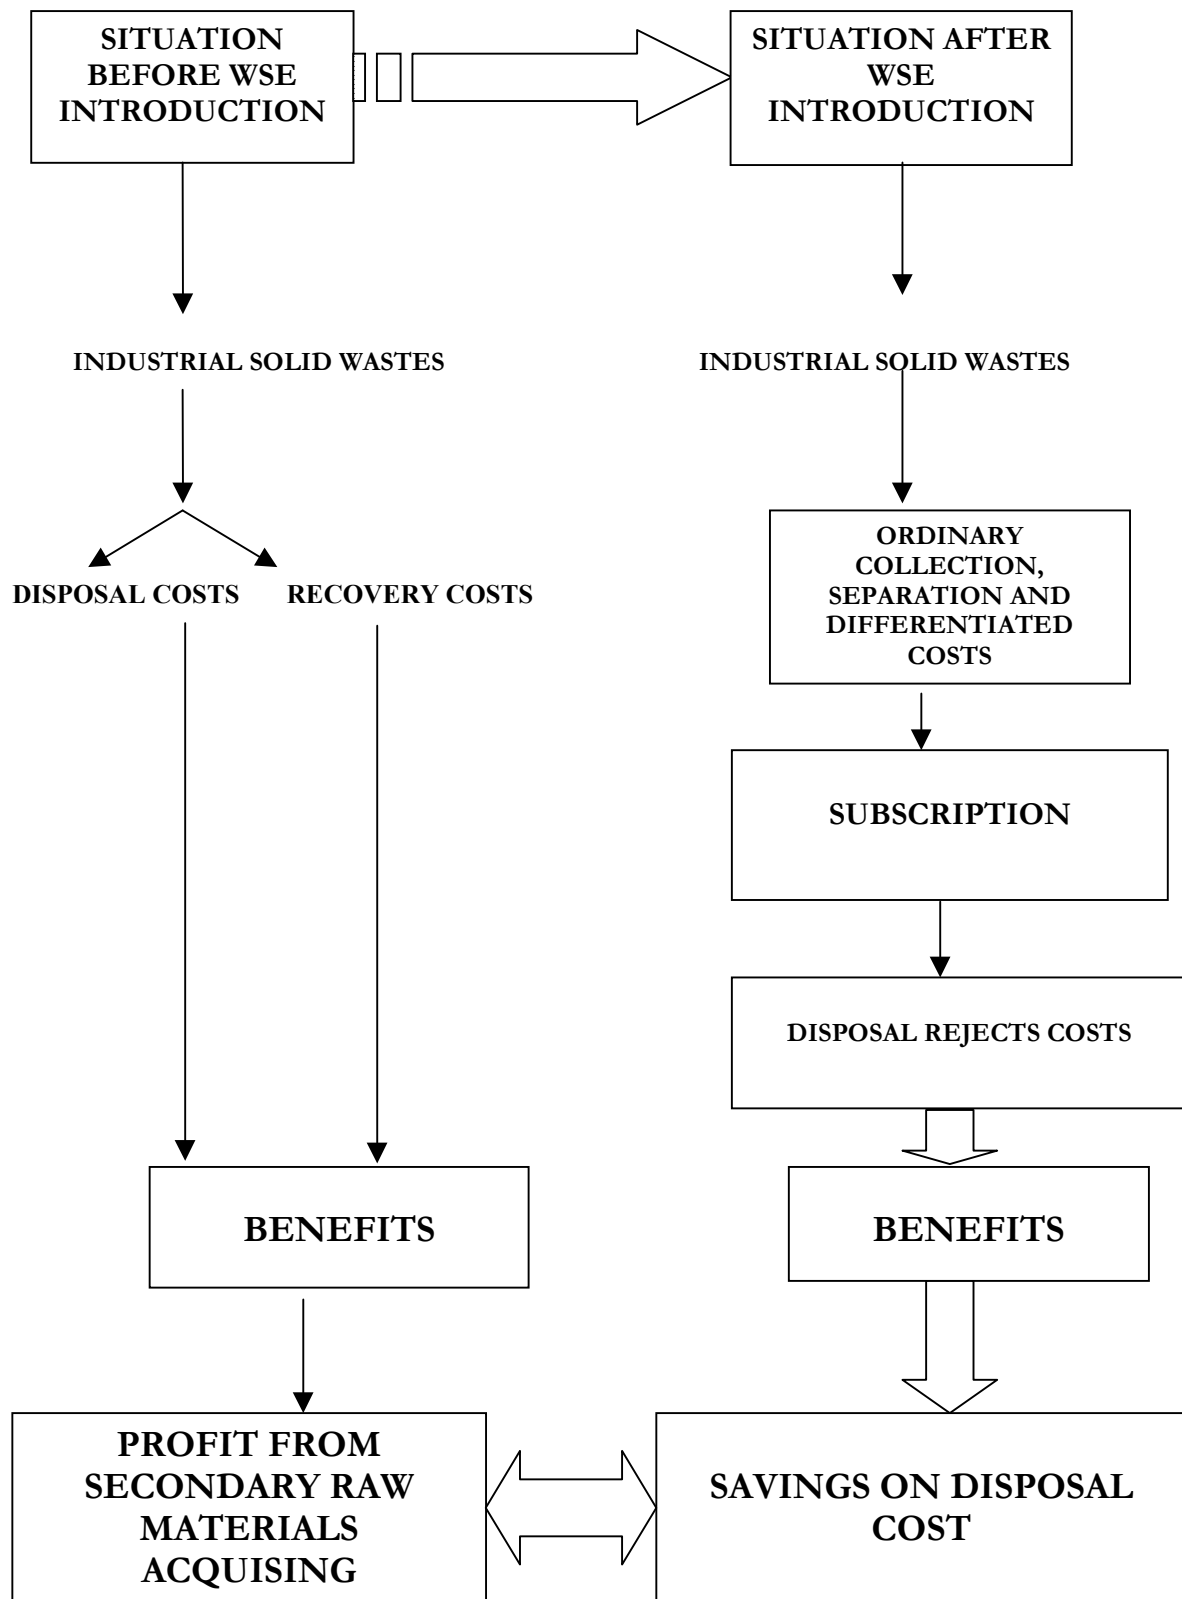 SITUATION
BEFORE WSE
INTRODUCTION
SITUATION AFTER
WSE
INTRODUCTION
INDUSTRIAL SOLID WASTES
INDUSTRIAL SOLID WASTES
DISPOSAL COSTS
RECOVERY COSTS
ORDINARY
COLLECTION,
SEPARATION AND
DIFFERENTIATED
COSTS
SUBSCRIPTION
DISPOSAL REJECTS COSTS
BENEFITS
BENEFITS
PROFIT FROM
SECONDARY RAW
MATERIALS
ACQUISING
SAVINGS ON DISPOSAL
COST